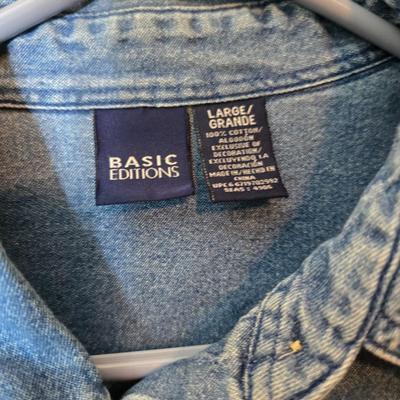 BASIC
EDITIONS
LARGE/
GRANDE
100% COTTON/
ALGODÓN
EXCLUSIVE OF
DECORATION/
EXCLUYENDO LA
DECORACIÓN
MADE IN/HECHO EN
CHINA